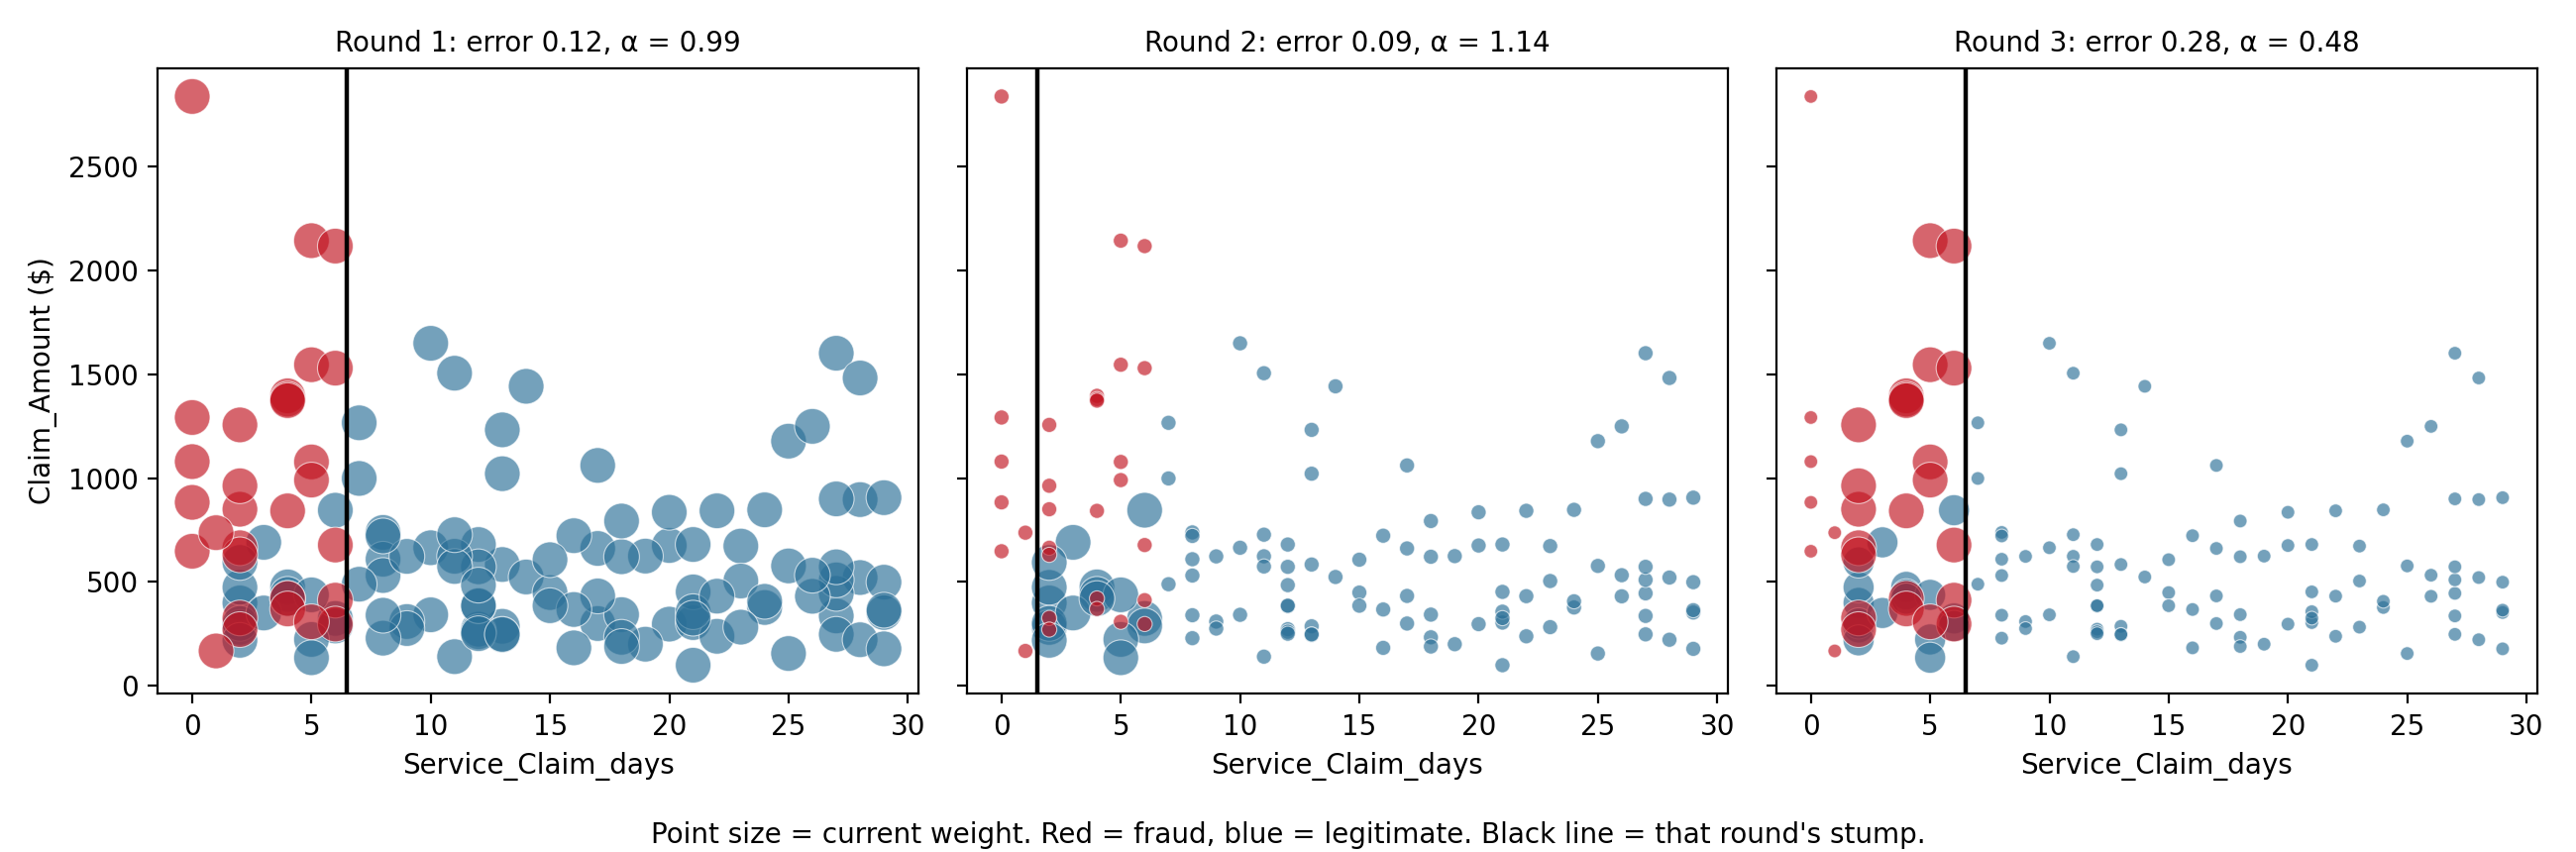 Round 1: error 0.12, α = 0.99
Round 2: error 0.09, α = 1.14
Round 3: error 0.28, α = 0.48
Claim_Amount ($)
2500
2000
1500
1000
500
0
0 5 10 15 20 25 30
0 5 10 15 20 25 30
0 5 10 15 20 25 30
Service_Claim_days
Service_Claim_days
Service_Claim_days
Point size = current weight. Red = fraud, blue = legitimate. Black line = that round's stump.